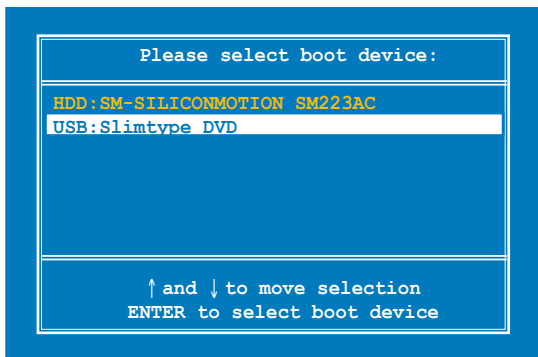 Please select boot device:
HDD:SM-SILICONMOTION SM223AC
USB:Slimtype DVD
↑and ↓to move selection
ENTER to select boot device